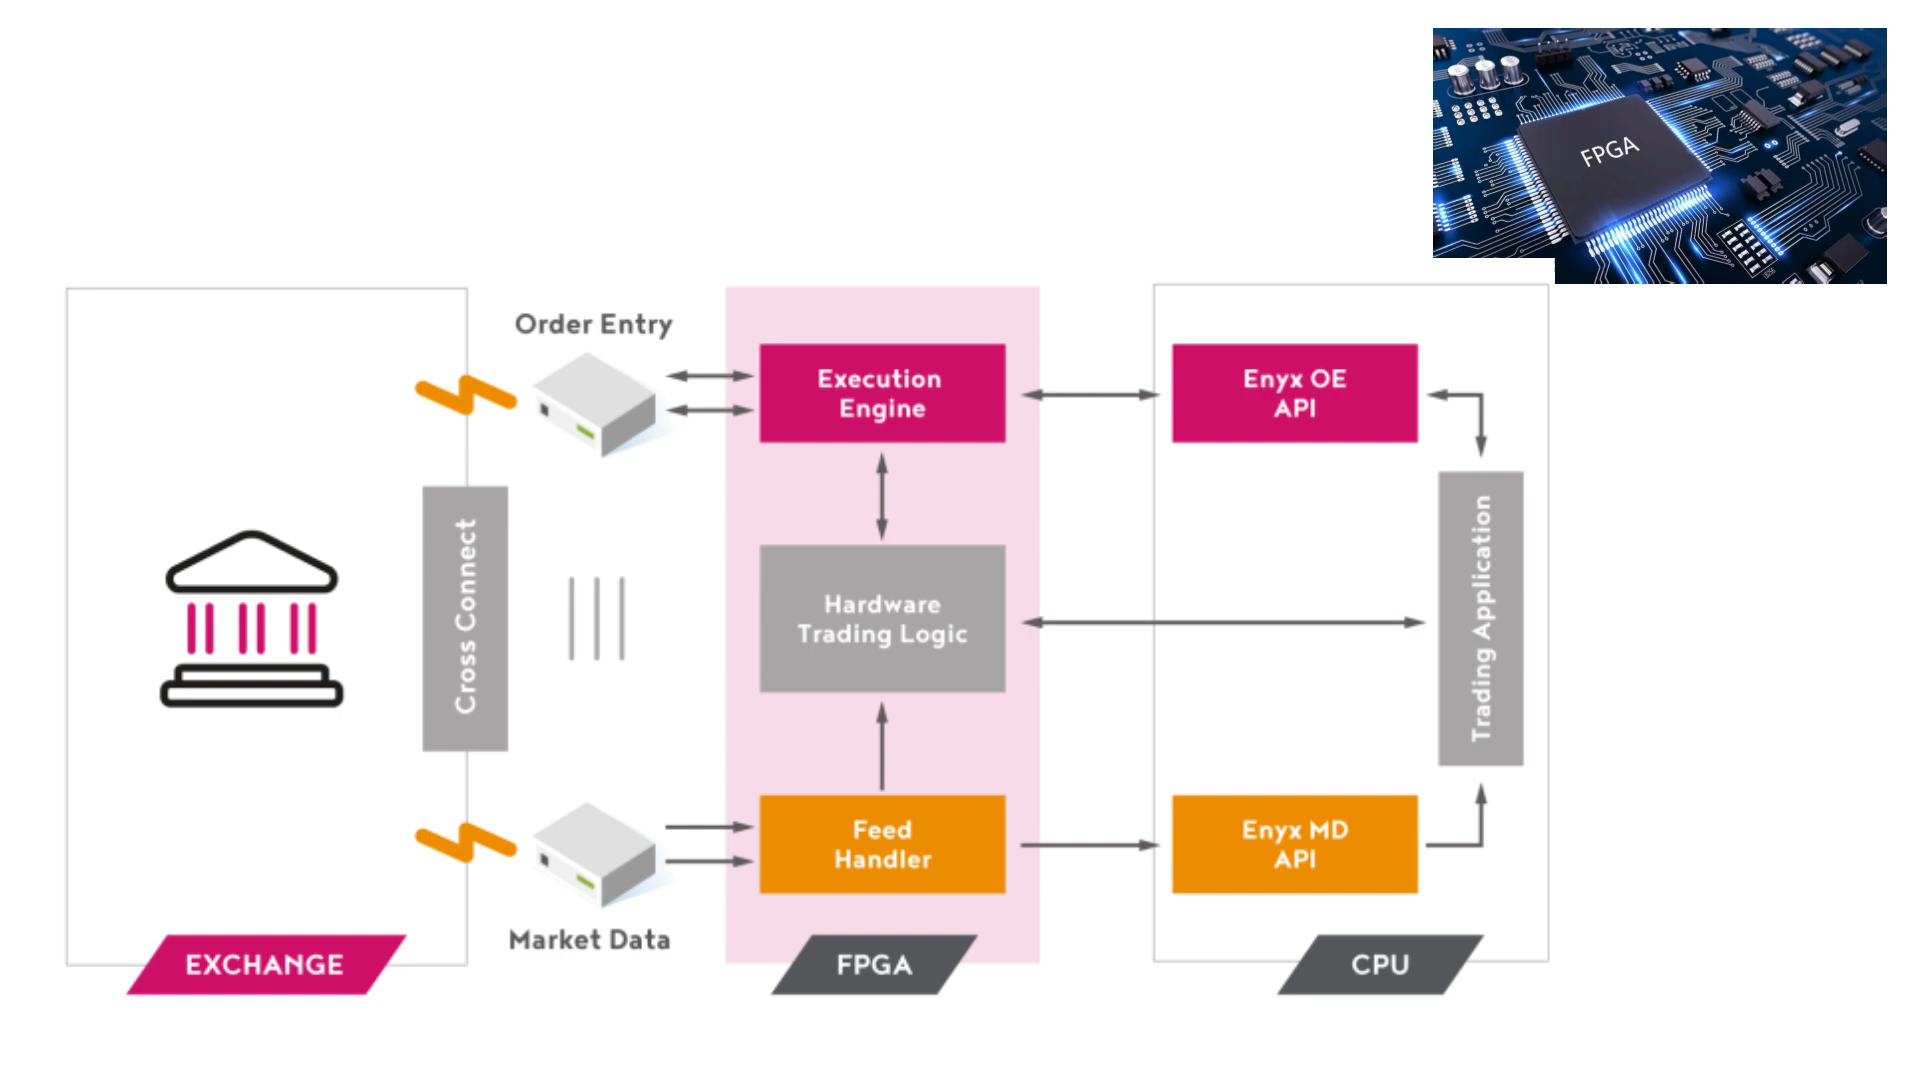 FPGA
Order Entry
Execution
Engine
Enyx OE
API
Cross Connect
Hardware
Trading Logic
Trading Application
Feed
Handler
Enyx MD
API
Market Data
EXCHANGE
FPGA
CPU